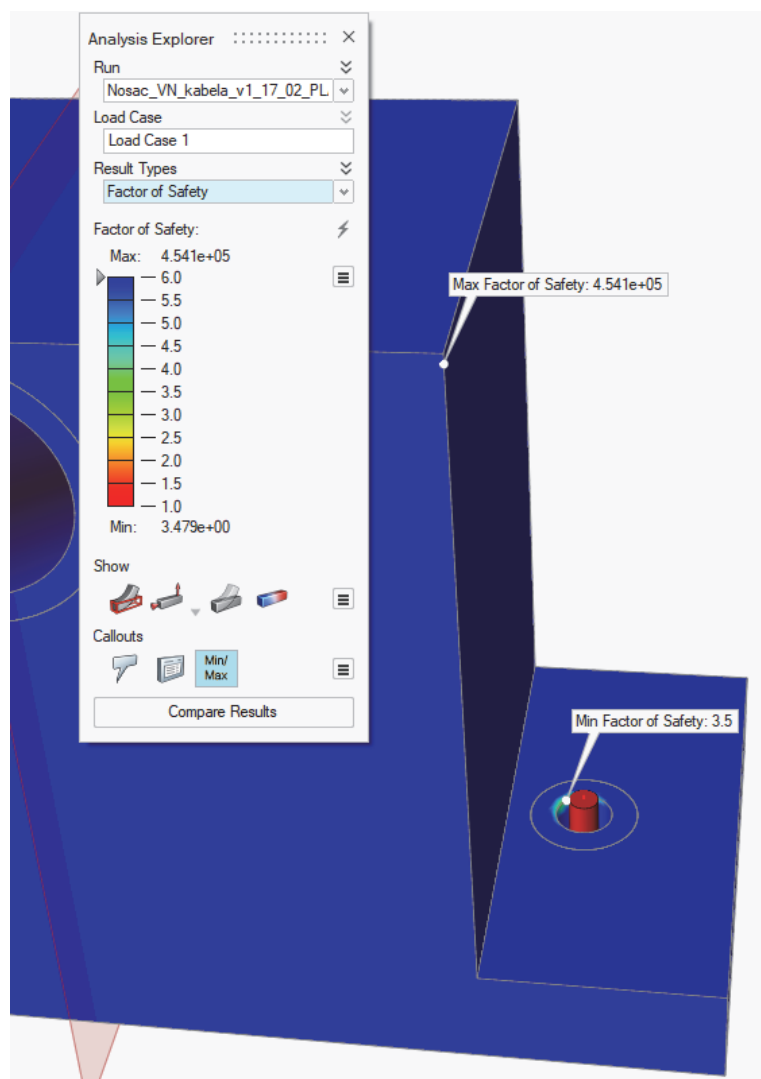 Analysis Explorer
Run
Nosac_VN_kabela_v1_17_02_PL.
Load Case
Load Case 1
Result Types
Factor of Safety
Factor of Safety:
Max: 4.541e+05
6.0
5.5
5.0
4.5
4.0
3.5
3.0
2.5
2.0
1.5
1.0
Min: 3.479e+00
Show
Callouts
Min/
Max
Compare Results
Max Factor of Safety: 4.541e+05
Min Factor of Safety: 3.5